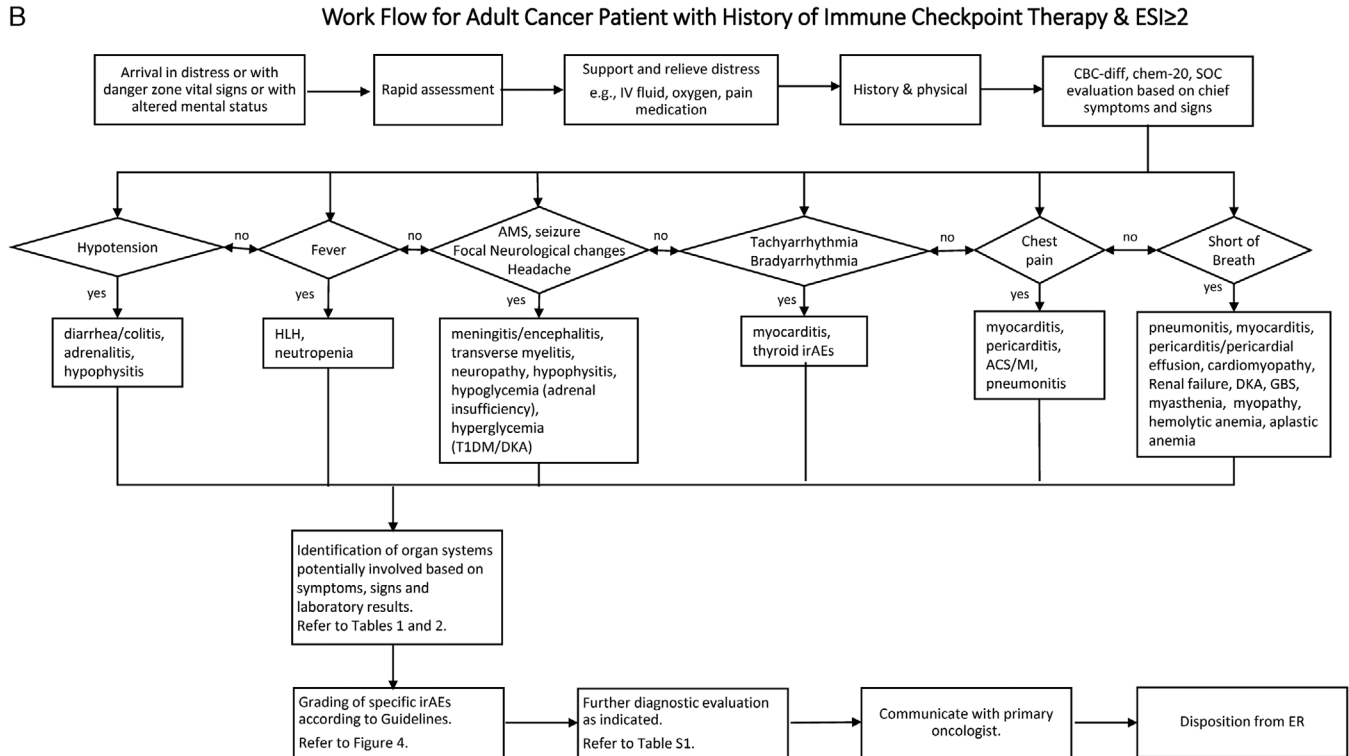 B
Work Flow for Adult Cancer Patient with History of Immune Checkpoint Therapy & ESI≥2
Arrival in distress or with
danger zone vital signs or with
altered mental status
Rapid assessment
Support and relieve distress
e.g., IV fluid, oxygen, pain
medication
History & physical
CBC-diff, chem-20, SOC
evaluation based on chief
symptoms and signs
Hypotension
no
Fever
no
AMS, seizure
Focal Neurological changes
Headache
no
Tachyarrhythmia
Bradyarrhythmia
no
Chest
pain
no
Short of
Breath
yes
yes
yes
yes
yes
yes
diarrhea/colitis,
adrenalitis,
hypophysitis
HLH,
neutropenia
meningitis/encephalitis,
transverse myelitis,
neuropathy, hypophysitis,
hypoglycemia (adrenal
insufficiency),
hyperglycemia
(T1DM/DKA)
myocarditis,
thyroid irAEs
myocarditis,
pericarditis,
ACS/MI,
pneumonitis
pneumonitis, myocarditis,
pericarditis/pericardial
effusion, cardiomyopathy,
Renal failure, DKA, GBS,
myasthenia, myopathy,
hemolytic anemia, aplastic
anemia
Identification of organ systems
potentially involved based on
symptoms, signs and
laboratory results.
Refer to Tables 1 and 2.
Grading of specific irAEs
according to Guidelines.
Refer to Figure 4.
Further diagnostic evaluation
as indicated.
Refer to Table S1.
Communicate with primary
oncologist.
Disposition from ER